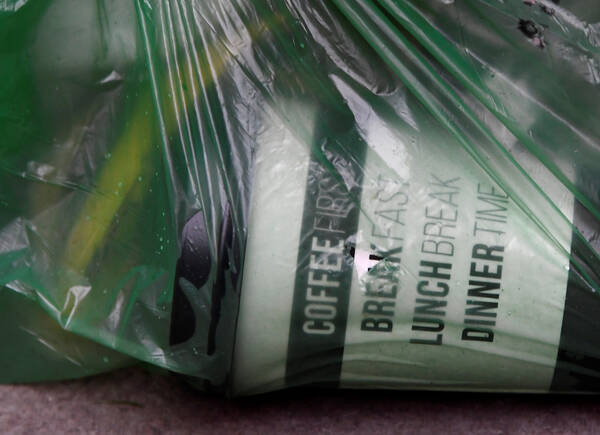 COFFEE FIRST
BREAKFAST
LUNCH BREAK
DINNER TIME